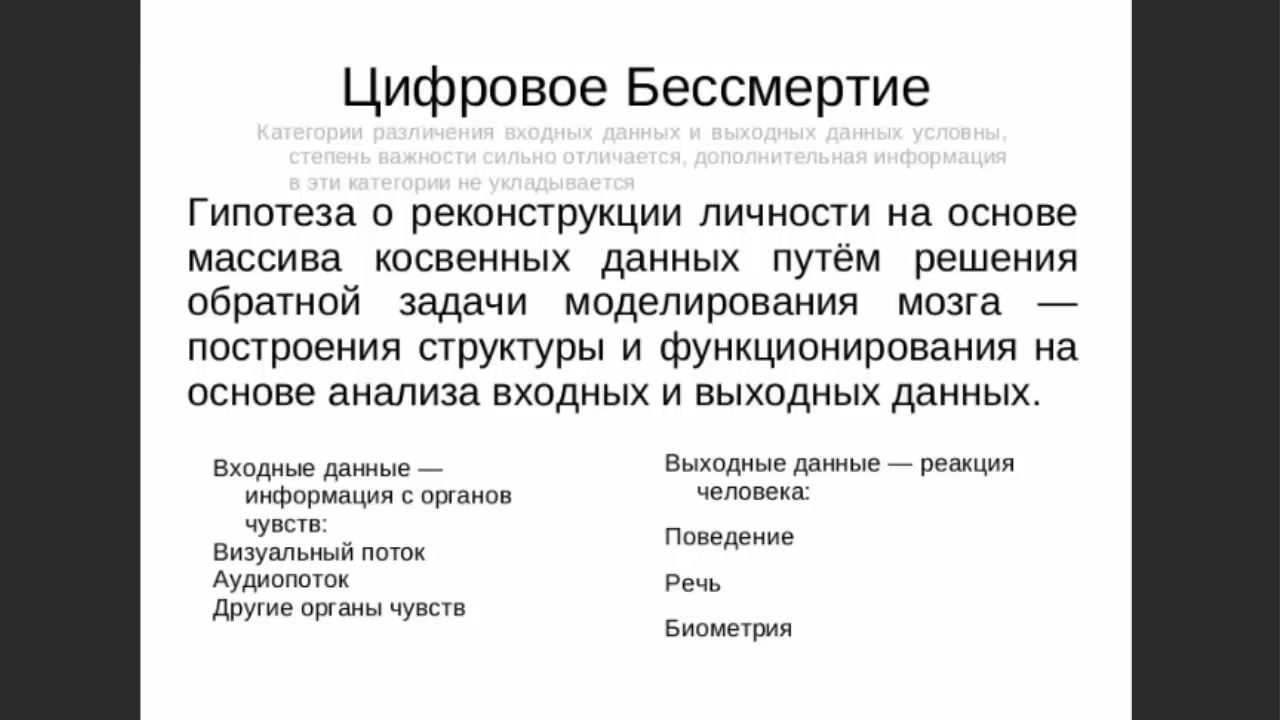 Цифровое Бессмертие
Категории различения входных данных и выходных данных условны,
степень важности сильно отличается, дополнительная информация
в эти категории не укладывается
Гипотеза о реконструкции личности на основе
массива косвенных данных путём решения
обратной задачи моделирования мозга —
построения структуры и функционирования на
основе анализа входных и выходных данных.
Входные данные —
информация с органов
чувств:
Визуальный поток
Аудиопоток
Другие органы чувств
Выходные данные — реакция
человека:
Поведение
Речь
Биометрия